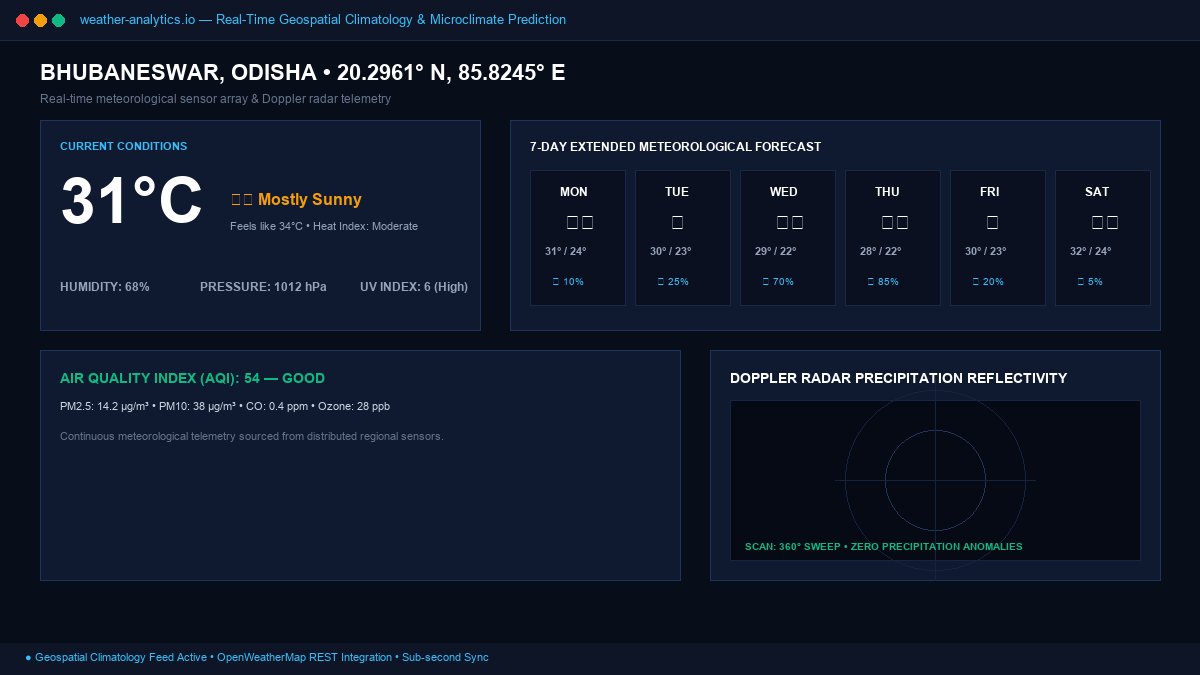 weather-analytics.io — Real-Time Geospatial Climatology & Microclimate Prediction
BHUBANESWAR, ODISHA • 20.2961° N, 85.8245° E
Real-time meteorological sensor array & Doppler radar telemetry
CURRENT CONDITIONS
31°C
Mostly Sunny
Feels like 34°C • Heat Index: Moderate
HUMIDITY: 68%
PRESSURE: 1012 hPa
UV INDEX: 6 (High)
7-DAY EXTENDED METEOROLOGICAL FORECAST
MON
31° / 24°
10%
TUE
30° / 23°
25%
WED
29° / 22°
70%
THU
28° / 22°
85%
FRI
30° / 23°
20%
SAT
32° / 24°
5%
AIR QUALITY INDEX (AQI): 54 — GOOD
PM2.5: 14.2 µg/m³ • PM10: 38 µg/m³ • CO: 0.4 ppm • Ozone: 28 ppb
Continuous meteorological telemetry sourced from distributed regional sensors.
DOPPLER RADAR PRECIPITATION REFLECTIVITY
SCAN: 360° SWEEP • ZERO PRECIPITATION ANOMALIES
● Geospatial Climatology Feed Active • OpenWeatherMap REST Integration • Sub-second Sync